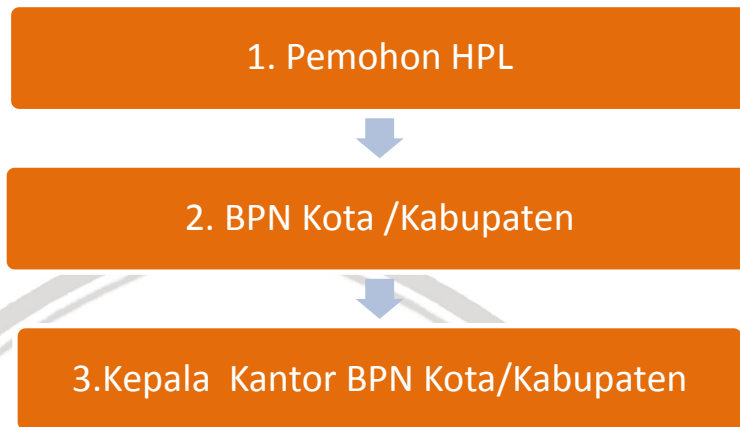 1. Pemohon HPL
2. BPN Kota /Kabupaten
3.Kepala  Kantor BPN Kota/Kabupaten